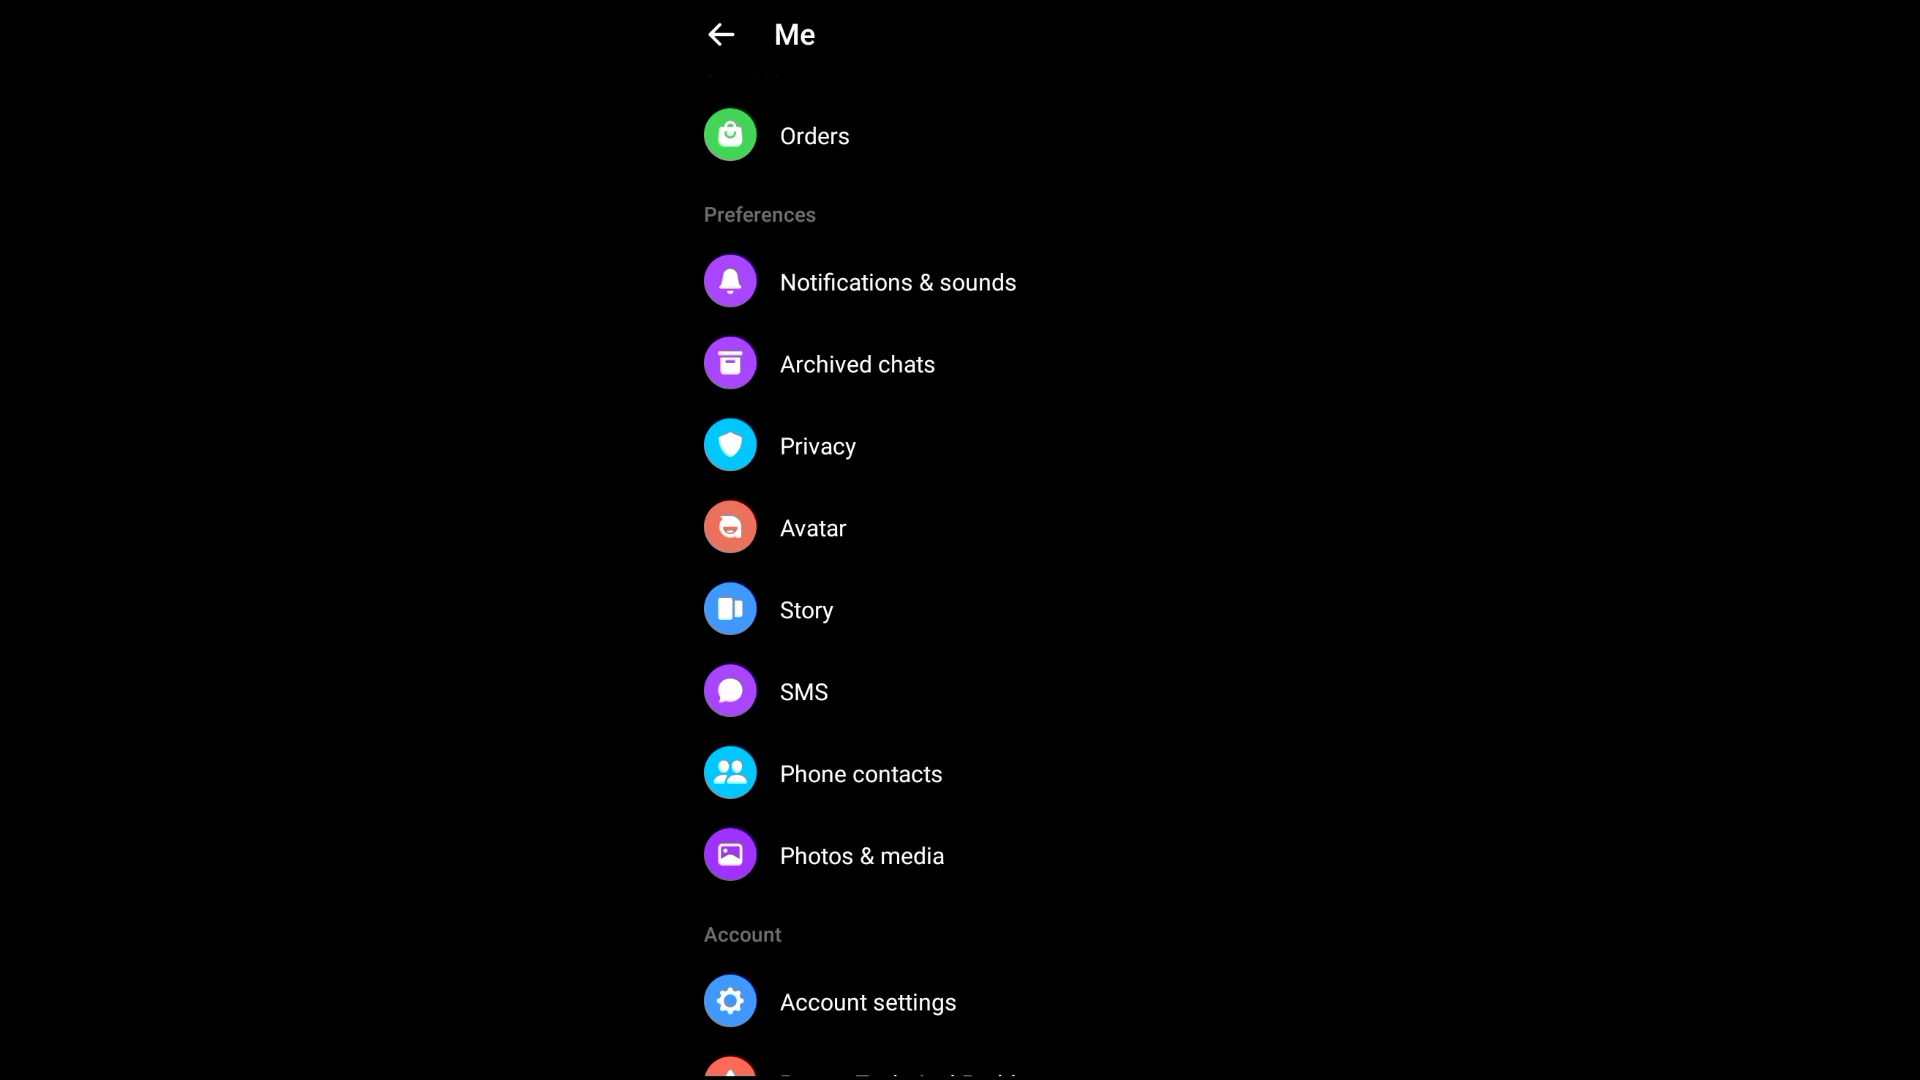 Me
Orders
Preferences
Notifications & sounds
Archived chats
Privacy
Avatar
Story
SMS
Phone contacts
Photos & media
Account
Account settings